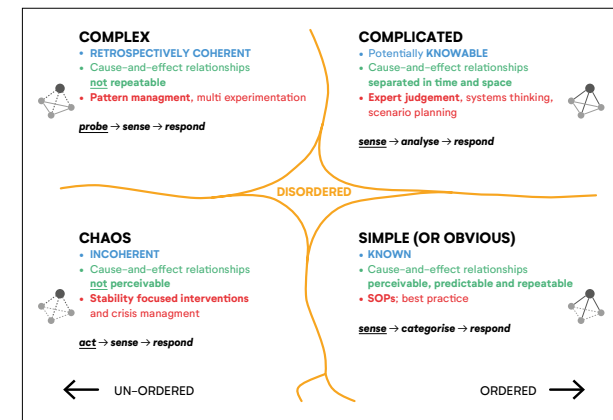 COMPLEX
• RETROSPECTIVELY COHERENT
• Cause-and-effect relationships
not repeatable
• Pattern managment, multi experimentation
probe → sense → respond
COMPLICATED
• Potentially KNOWABLE
• Cause-and-effect relationships
separated in time and space
• Expert judgement, systems thinking,
scenario planning
sense → analyse → respond
DISORDERED
CHAOS
• INCOHERENT
• Cause-and-effect relationships
not perceivable
• Stability focused interventions
and crisis managment
act → sense → respond
SIMPLE (OR OBVIOUS)
• KNOWN
• Cause-and-effect relationships
perceivable, predictable and repeatable
• SOPs; best practice
sense → categorise → respond
← UN-ORDERED
ORDERED →